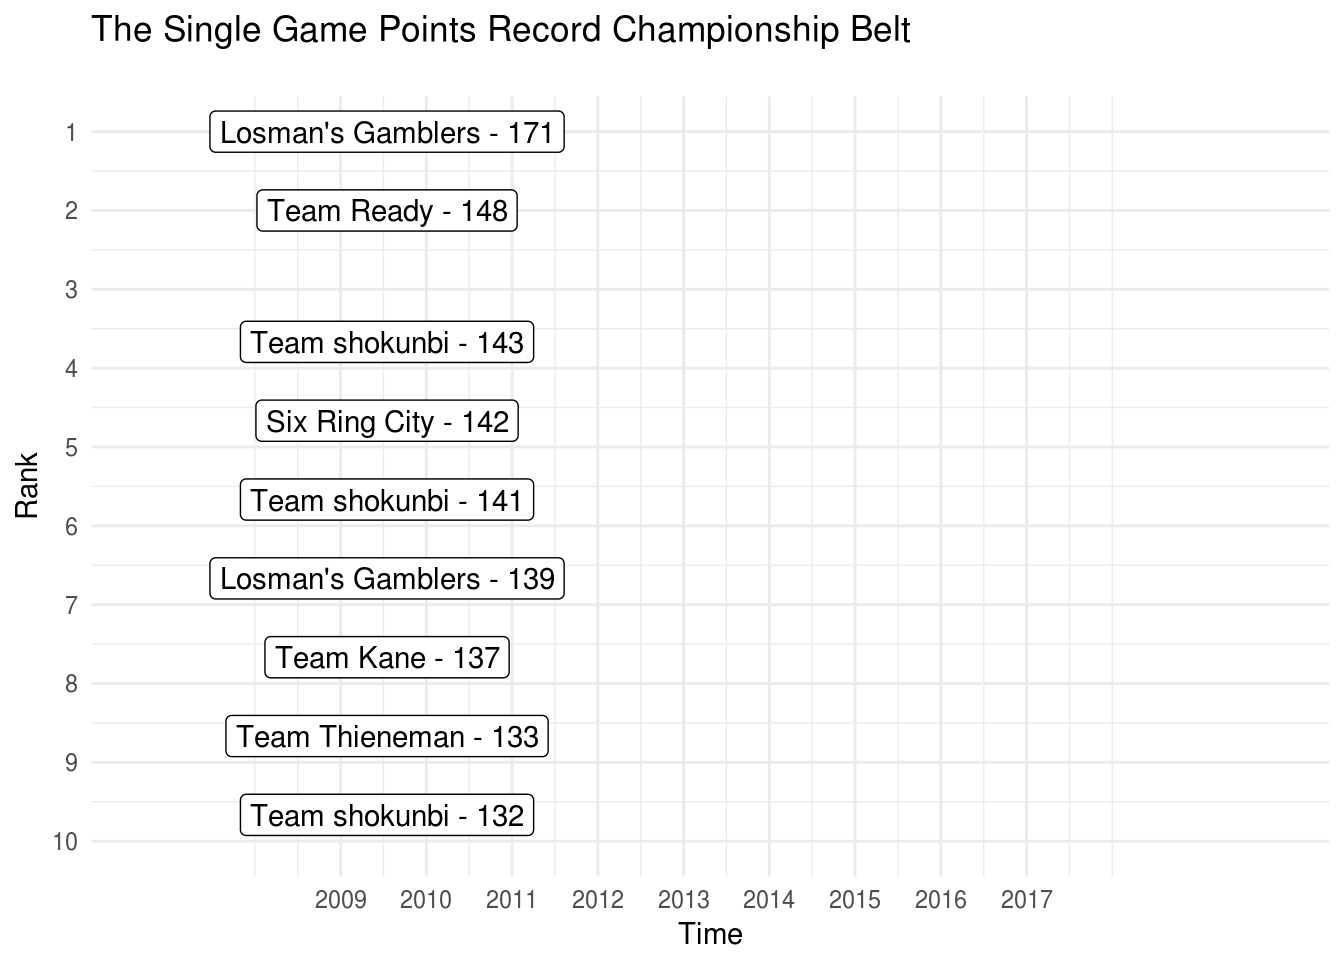 The Single Game Points Record Championship Belt
1
Losman's Gamblers - 171
2
Team Ready - 148
3
Team shokunbi - 143
4
Six Ring City - 142
5
Team shokunbi - 141
6
Losman's Gamblers - 139
7
Team Kane - 137
8
Team Thieneman - 133
9
Team shokunbi - 132
10
Rank
2009 2010 2011 2012 2013 2014 2015 2016 2017
Time